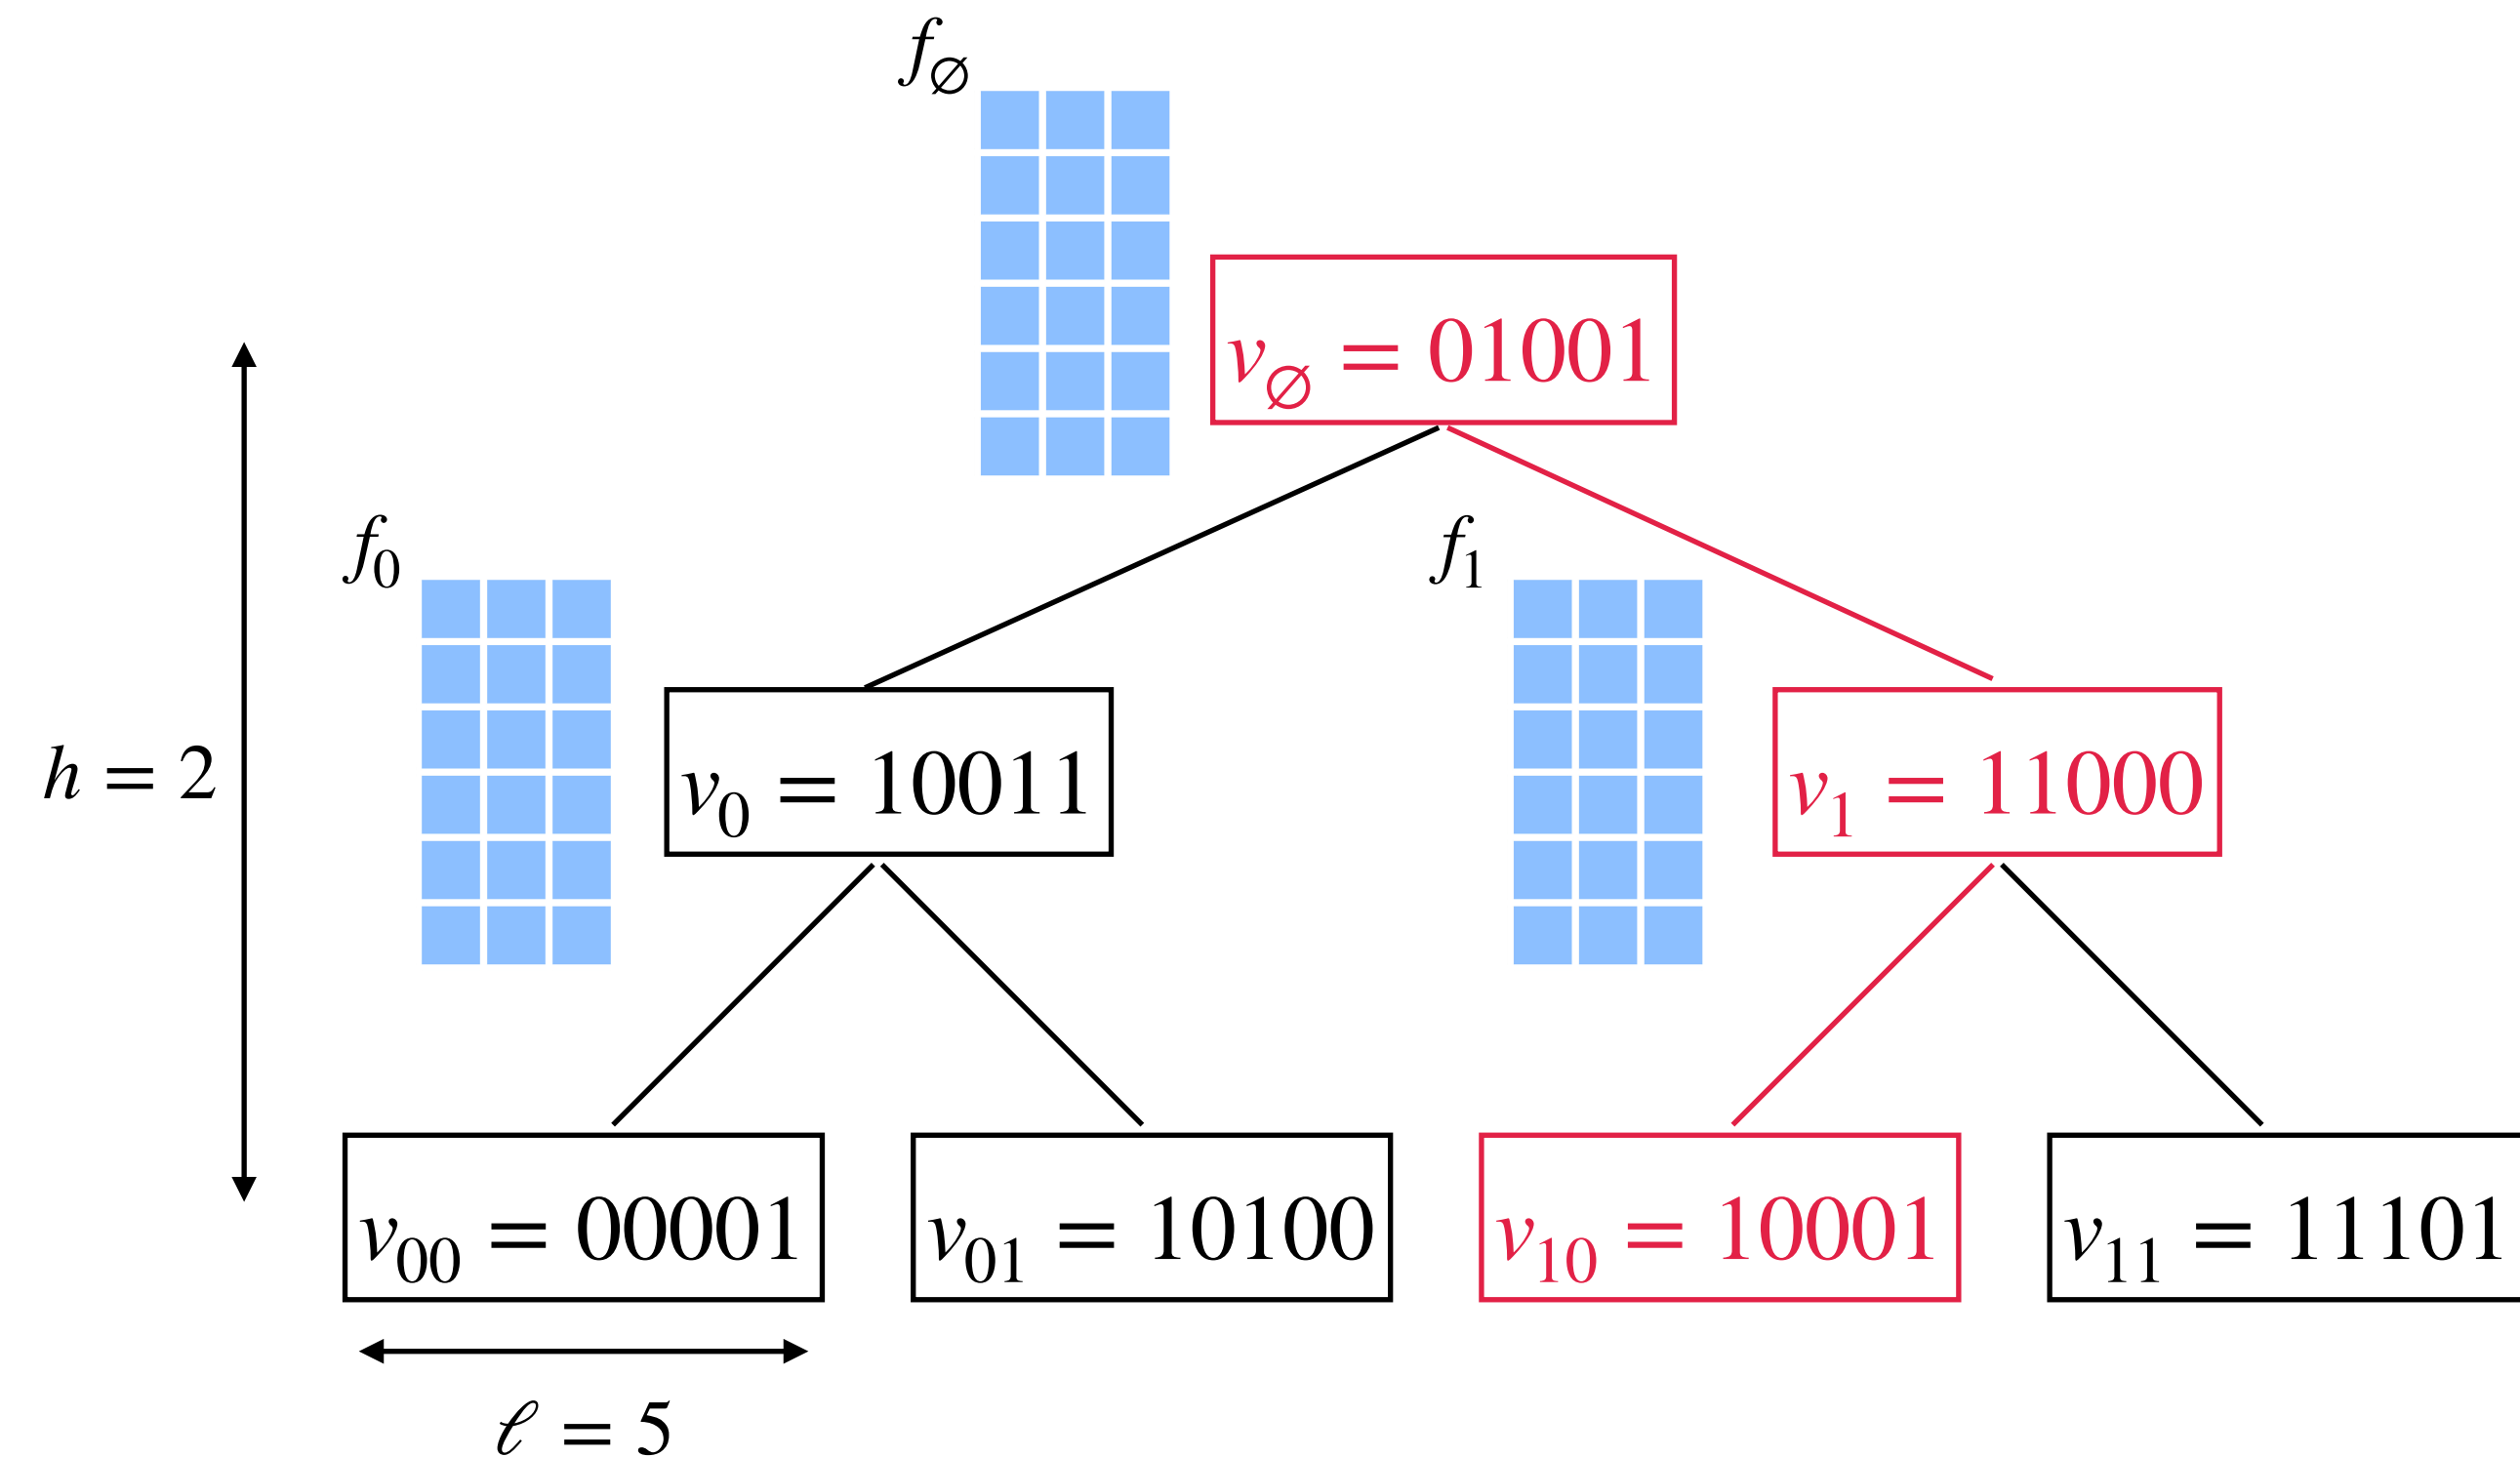 f∅
v∅ = 01001
f0
f1
h = 2
v0 = 10011
v1 = 11000
v00 = 00001
v01 = 10100
v10 = 10001
v11 = 11101
ℓ = 5